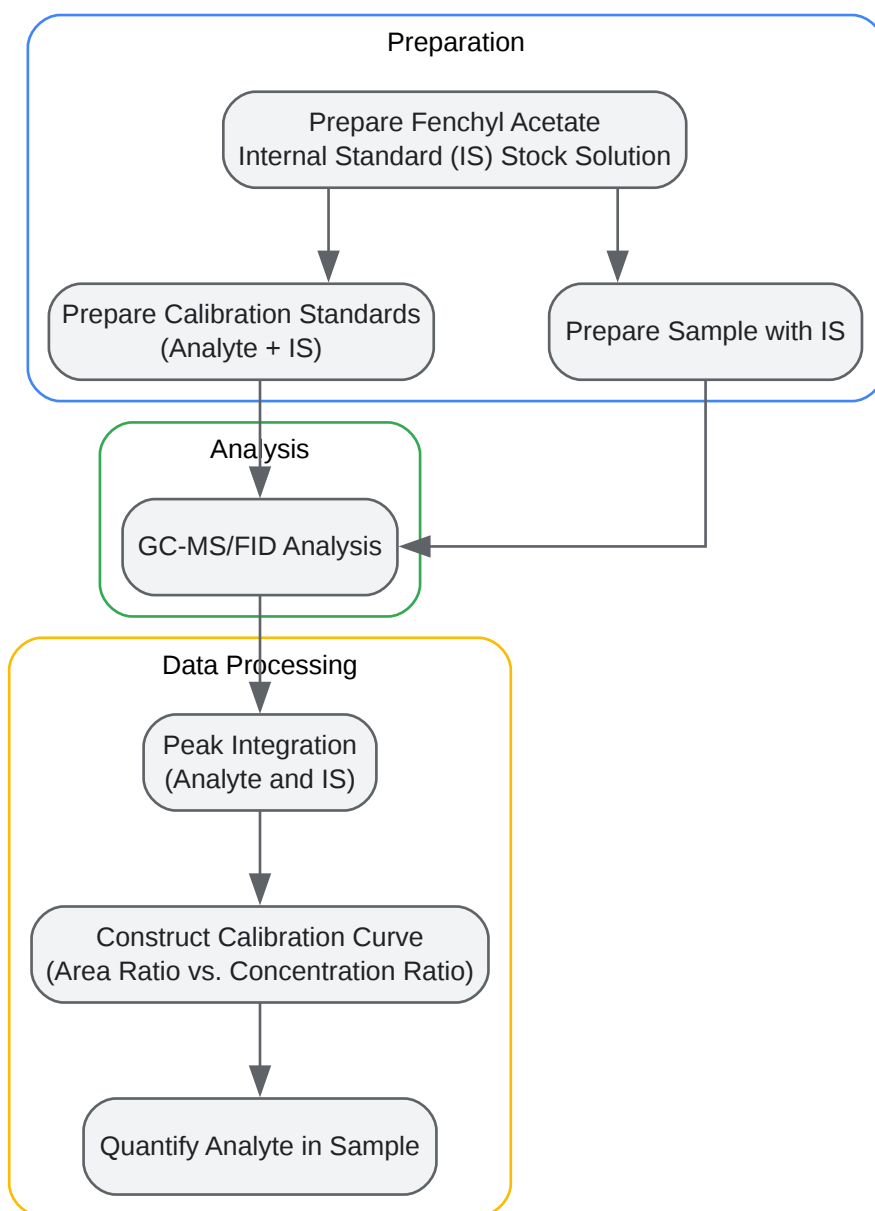 Preparation
Prepare Fenchyl Acetate
Internal Standard (IS) Stock Solution
Prepare Calibration Standards
(Analyte + IS)
Prepare Sample with IS
Analysis
GC-MS/FID Analysis
Data Processing
Peak Integration
(Analyte and IS)
Construct Calibration Curve
(Area Ratio vs. Concentration Ratio)
Quantify Analyte in Sample